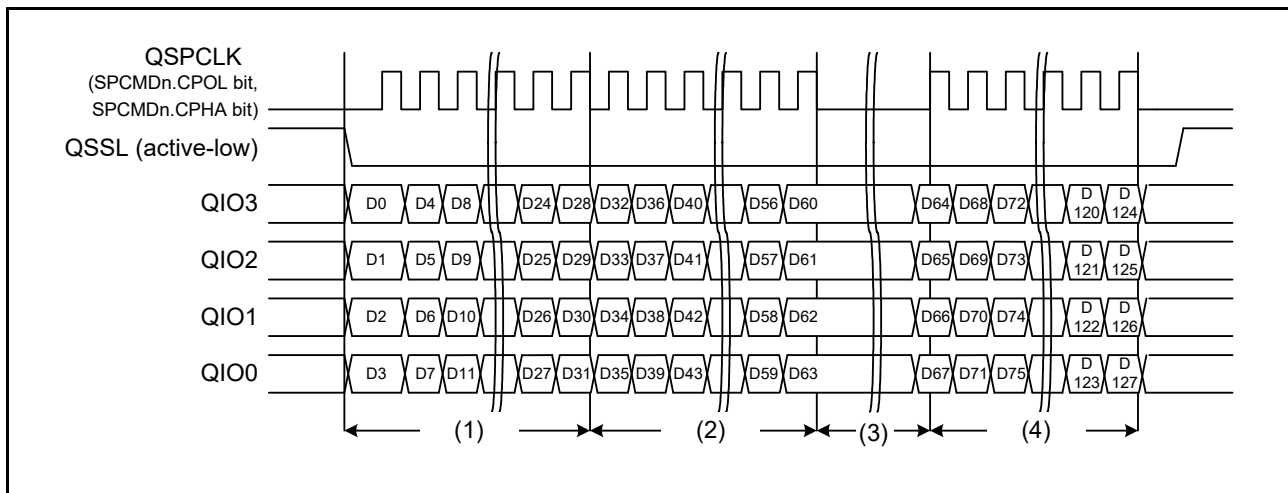 QSPCLK
(SPCMDn.CPOL bit,
SPCMDn.CPHA bit)
QSSL (active-low)
QIO3 D0 D4 D8 D24 D28 D32 D36 D40 D56 D60 D64 D68 D72 D 120 D 124
QIO2 D1 D5 D9 D25 D29 D33 D37 D41 D57 D61 D65 D69 D73 D 121 D 125
QIO1 D2 D6 D10 D26 D30 D34 D38 D42 D58 D62 D66 D70 D74 D 122 D 126
QIO0 D3 D7 D11 D27 D31 D35 D39 D43 D59 D63 D67 D71 D75 D 123 D 127
(1) (2) (3) (4)